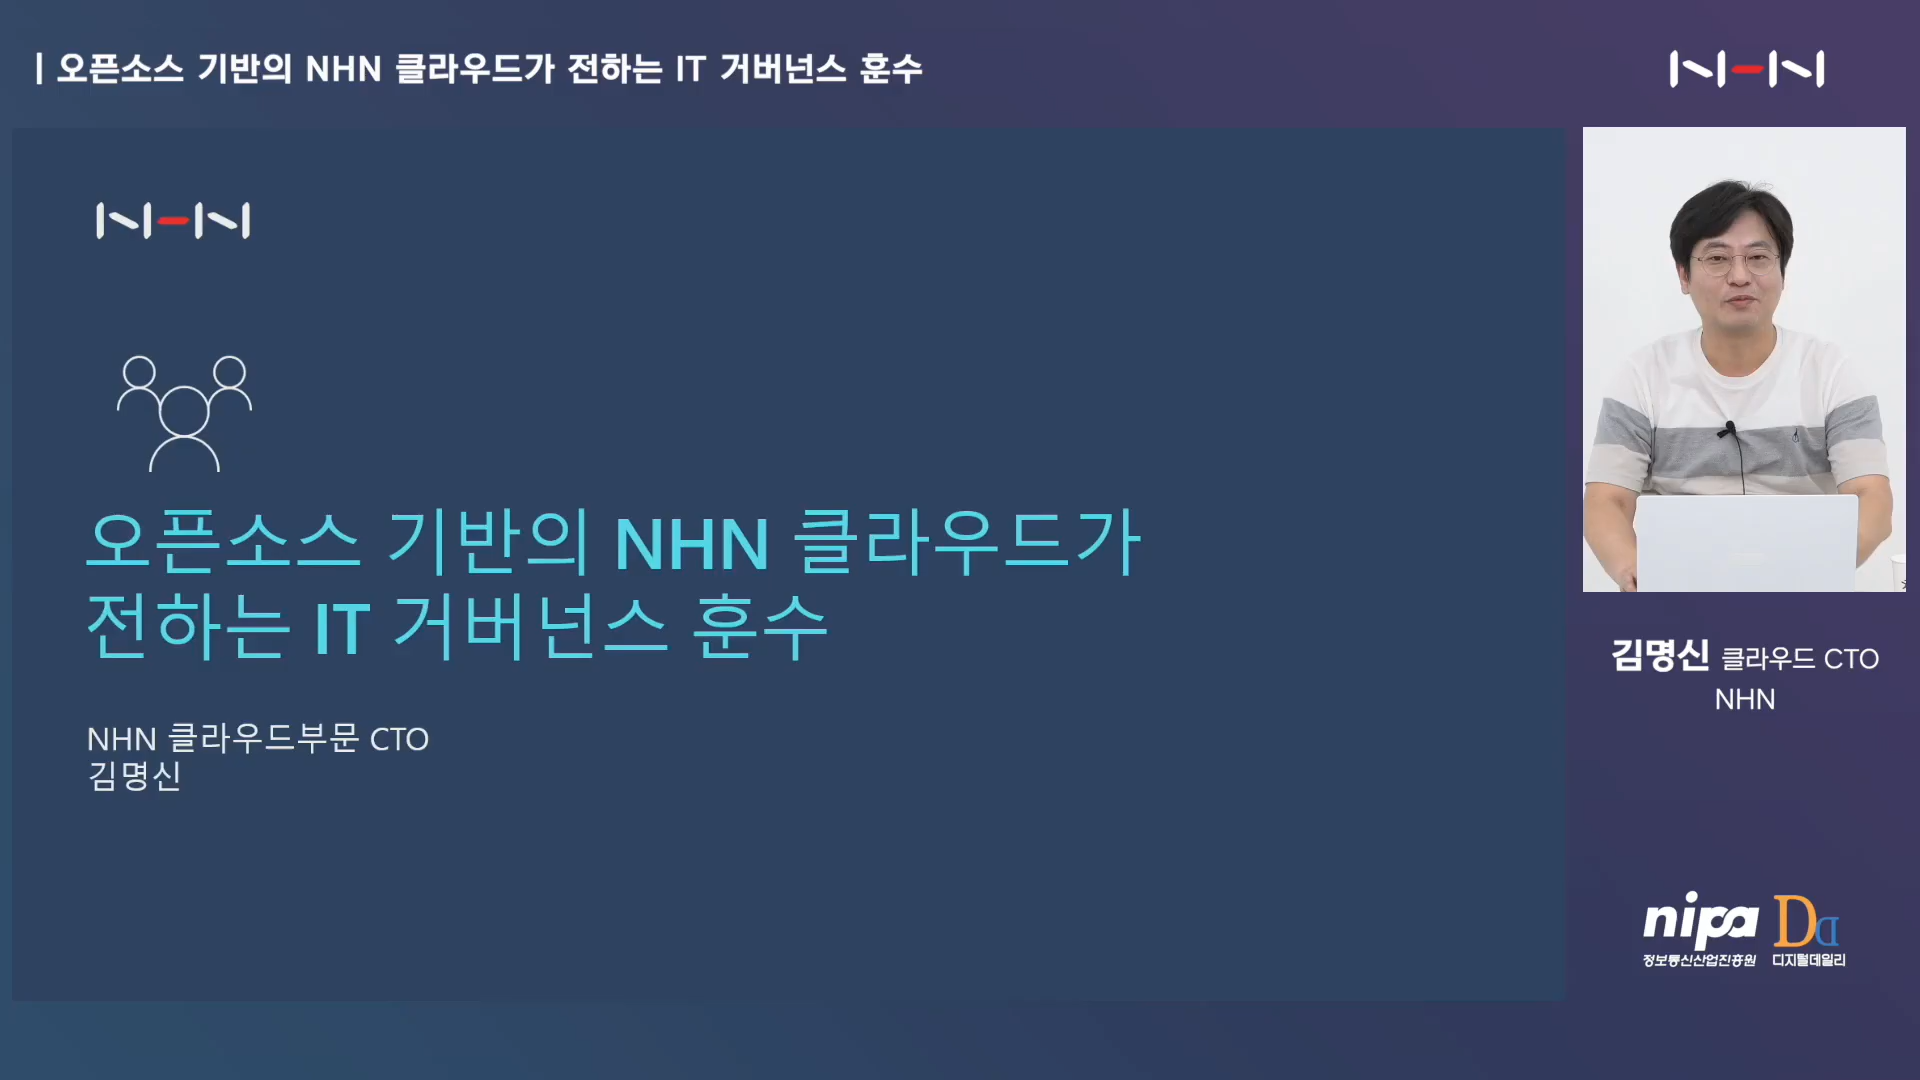 | 오픈소스 기반의 NHN 클라우드가 전하는 IT 거버넌스 훈수
NHN
NHN
오픈소스 기반의 NHN 클라우드가
전하는 IT 거버넌스 훈수
NHN 클라우드부문 CTO
김명신
김명신 클라우드 CTO
NHN
nipa
정보통신산업진흥원
DD
디지털데일리